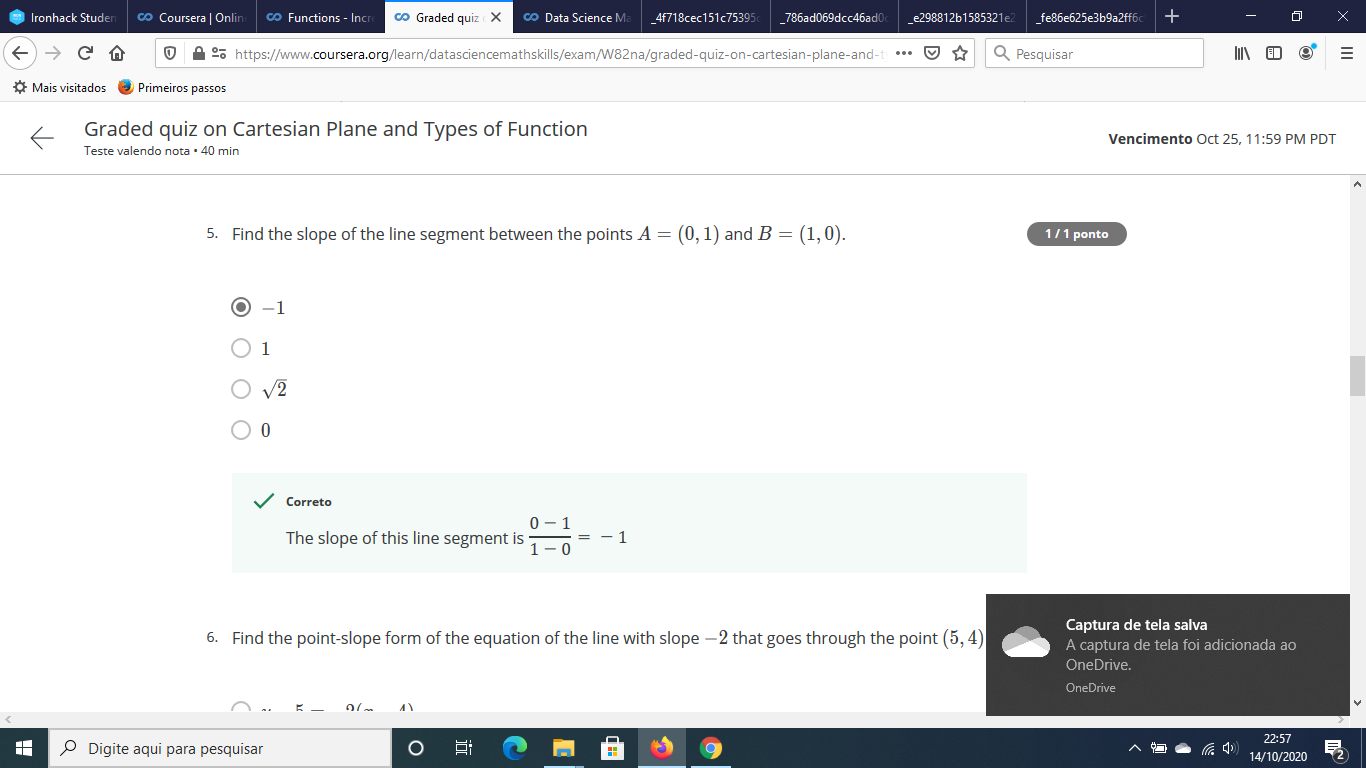 Ironhack Studen
Coursera | Onlin
Functions - Incre
Graded quiz
Data Science Ma
_4f718cec151c75395
_786ad069dcc46ad0
_e298812b1585321e2
_fe86e625e3b9a2ff6c
https://www.coursera.org/learn/datasciencemathskills/exam/W82na/graded-quiz-on-cartesian-plane-and-t
Pesquisar
Mais visitados
Primeiros passos
Graded quiz on Cartesian Plane and Types of Function
Teste valendo nota • 40 min
Vencimento Oct 25, 11:59 PM PDT
5. Find the slope of the line segment between the points A = (0, 1) and B = (1, 0).
1 / 1 ponto
−1
1
√2
0
Correto
The slope of this line segment is (0 − 1)/(1 − 0) = − 1
6. Find the point-slope form of the equation of the line with slope −2 that goes through the point (5, 4)
Captura de tela salva
A captura de tela foi adicionada ao
OneDrive.
OneDrive
Digite aqui para pesquisar
22:57
14/10/2020
2